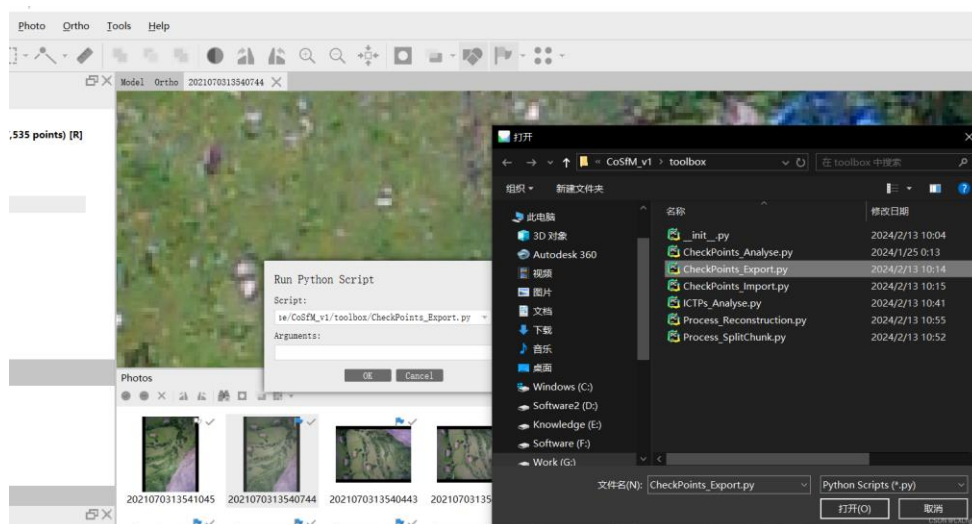 Photo Ortho Tools Help
Model Ortho 2021070313540744
,535 points) [R]
打开
CoSfM_v1 > toolbox
在 toolbox 中搜索
组织 新建文件夹
名称 修改日期
此电脑
3D 对象
Autodesk 360
视频
图片
文档
下载
音乐
桌面
Windows (C:)
Software2 (D:)
Knowledge (E:)
Software (F:)
Work (G:)
__init__.py 2024/2/13 10:04
CheckPoints_Analyse.py 2024/1/25 0:13
CheckPoints_Export.py 2024/2/13 10:14
CheckPoints_Import.py 2024/2/13 10:15
ICTPs_Analyse.py 2024/2/13 10:41
Process_Reconstruction.py 2024/2/13 10:55
Process_SplitChunk.py 2024/2/13 10:52
文件名(N): CheckPoints_Export.py Python Scripts (*.py)
打开(O) 取消
Run Python Script
Script:
se/CoSfM_v1/toolbox/CheckPoints_Export.py
Arguments:
OK Cancel
Photos
2021070313541045 2021070313540744 2021070313540443 20210703135